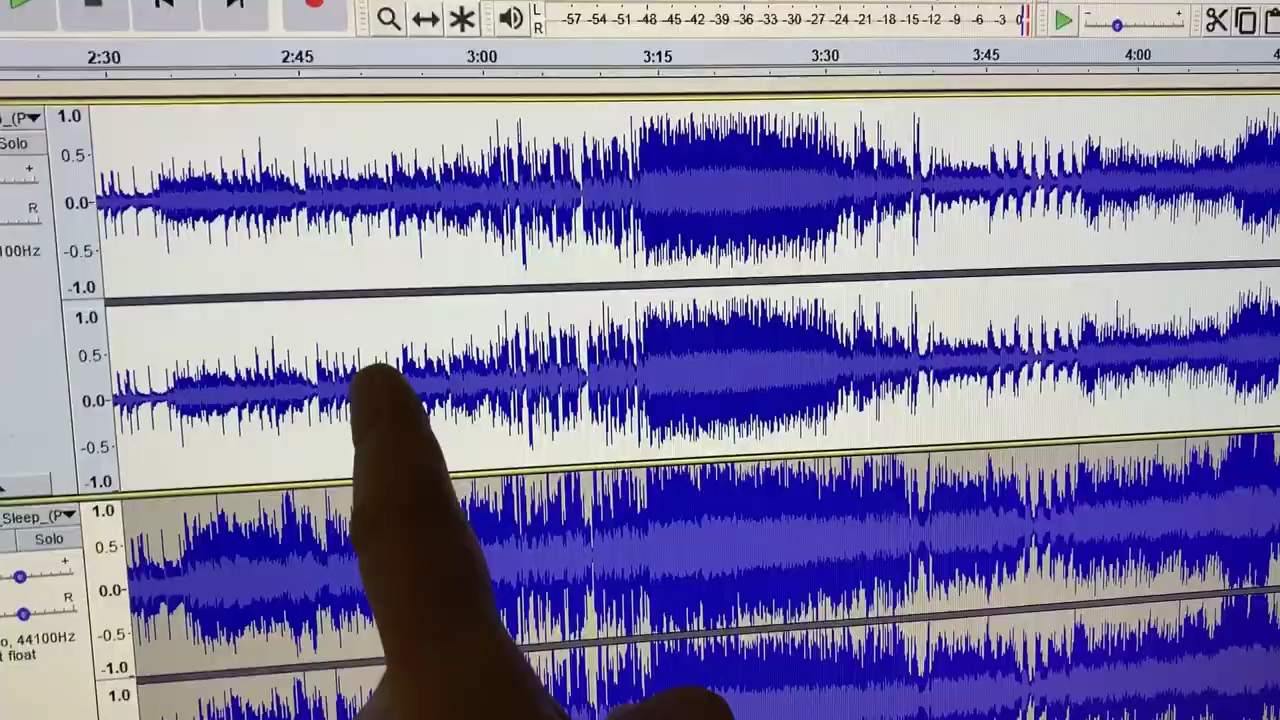 L
R
-57 -54 -51 -48 -45 -42 -39 -36 -33 -30 -27 -24 -21 -18 -15 -12 -9 -6 -3 0
- +
2:30 2:45 3:00 3:15 3:30 3:45 4:00 4
_(P
Solo
+
R
100Hz
1.0
0.5
0.0
-0.5
-1.0
1.0
0.5
0.0
-0.5
-1.0
_Sleep_(P
Solo
+
R
o, 44100Hz
t float
1.0
0.5
0.0
-0.5
-1.0
1.0